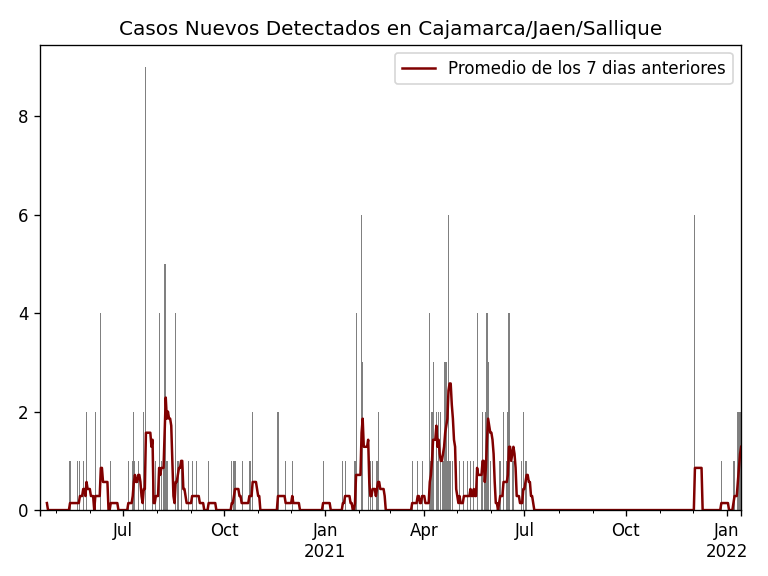 Casos Nuevos Detectados en Cajamarca/Jaen/Sallique
Promedio de los 7 dias anteriores
8
6
4
2
0
Jul
Oct
Jan
2021
Apr
Jul
Oct
Jan
2022